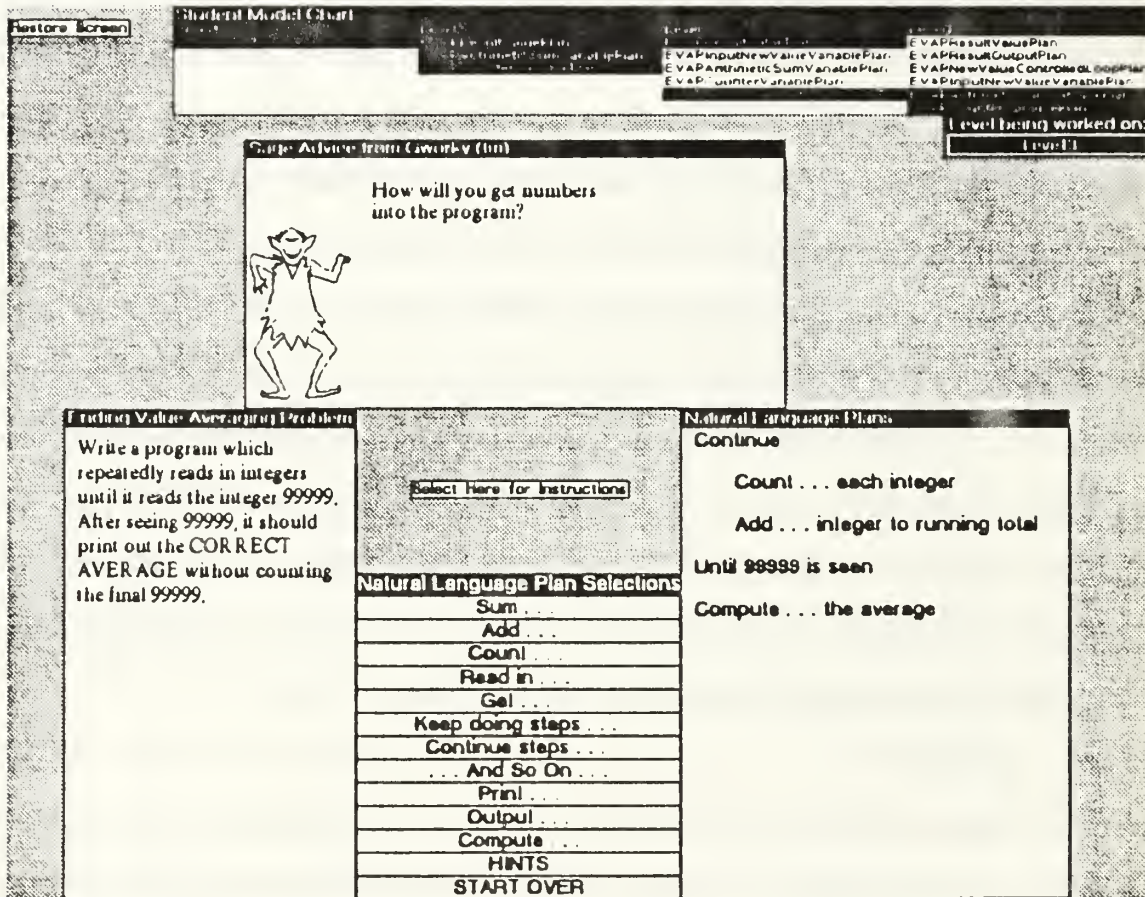 Restore Screen
Student Model Chart
EVAPInputNewValueVariablePlan
EVAPArithmeticSumVariablePlan
EVAPCounterVariablePlan
EVAPResultValuePlan
EVAPResultOutputPlan
EVAPNewValueControlledLoopPlan
EVAPInputNewValueVariablePlan
Level being worked on:
Level3
Sage Advice from Gworky (tm)
How will you get numbers
into the program?
Ending Value Averaging Problem
Write a program which
repeatedly reads in integers
until it reads the integer 99999.
After seeing 99999, it should
print out the CORRECT
AVERAGE without counting
the final 99999.
Select Here for Instructions
Natural Language Plan Selections
Sum . . .
Add . . .
Count . . .
Read in . . .
Get . . .
Keep doing steps . . .
Continue steps . . .
. . . And So On . . .
Print . . .
Output . . .
Compute . . .
HINTS
START OVER
Natural Language Plans
Continue
Count . . . each integer
Add . . . integer to running total
Until 99999 is seen
Compute . . . the average